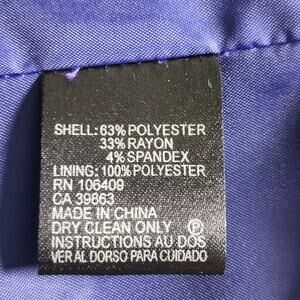 SHELL: 63% POLYESTER
33% RAYON
4% SPANDEX
LINING: 100% POLYESTER
RN 106409
CA 39863
MADE IN CHINA
DRY CLEAN ONLY Ⓟ
INSTRUCTIONS AU DOS
VER AL DORSO PARA CUIDADO